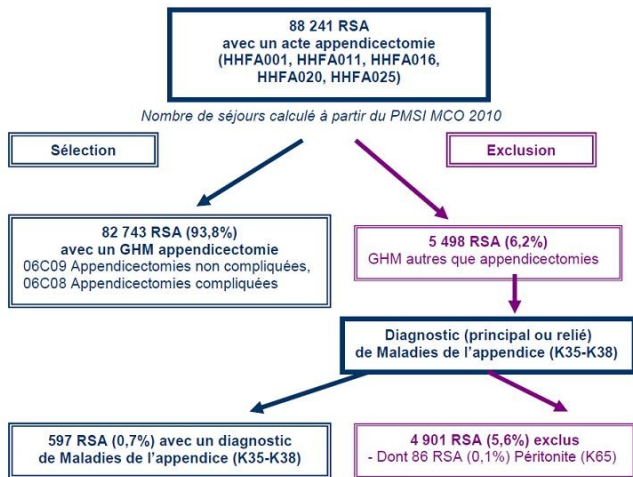 88 241 RSA
avec un acte appendicectomie
(HHFA001, HHFA011, HHFA016,
HHFA020, HHFA025)
Nombre de séjours calculé à partir du PMSI MCO 2010
Sélection
Exclusion
82 743 RSA (93,8%)
avec un GHM appendicectomie
06C09 Appendicectomies non compliquées,
06C08 Appendicectomies compliquées
5 498 RSA (6,2%)
GHM autres que appendicectomies
Diagnostic (principal ou relié)
de Maladies de l'appendice (K35-K38)
597 RSA (0,7%) avec un diagnostic
de Maladies de l'appendice (K35-K38)
4 901 RSA (5,6%) exclus
- Dont 86 RSA (0,1%) Péritonite (K65)